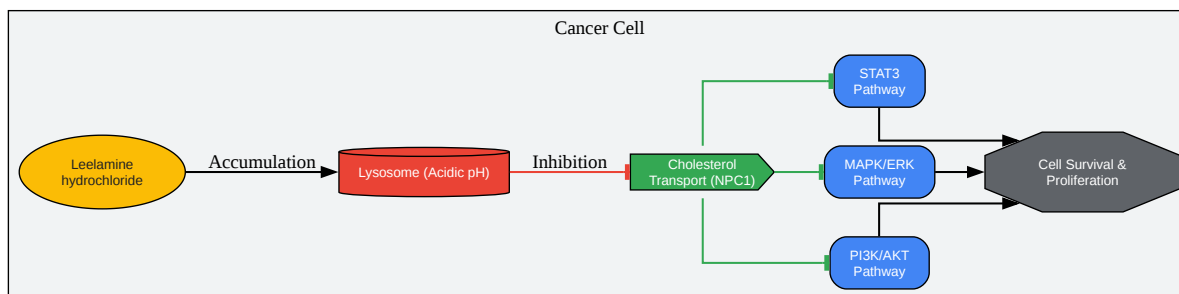 Cancer Cell
Leelamine
hydrochloride
Accumulation
Lysosome (Acidic pH)
Inhibition
Cholesterol
Transport (NPC1)
STAT3
Pathway
MAPK/ERK
Pathway
PI3K/AKT
Pathway
Cell Survival &
Proliferation